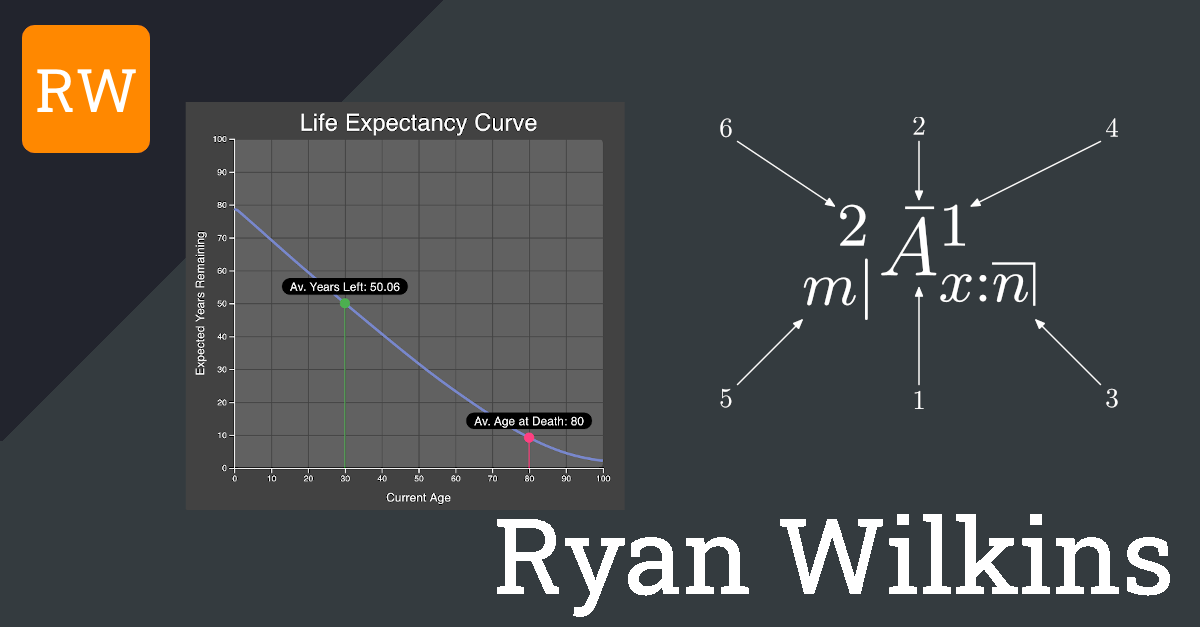 RW
Life Expectancy Curve
100
90
80
70
60
50
40
30
20
10
0
Expected Years Remaining
Av. Years Left: 50.06
Av. Age at Death: 80
0 10 20 30 40 50 60 70 80 90 100
Current Age
6 2 4
2 Ā 1
m| x:n̅|
5 1 3
Ryan Wilkins